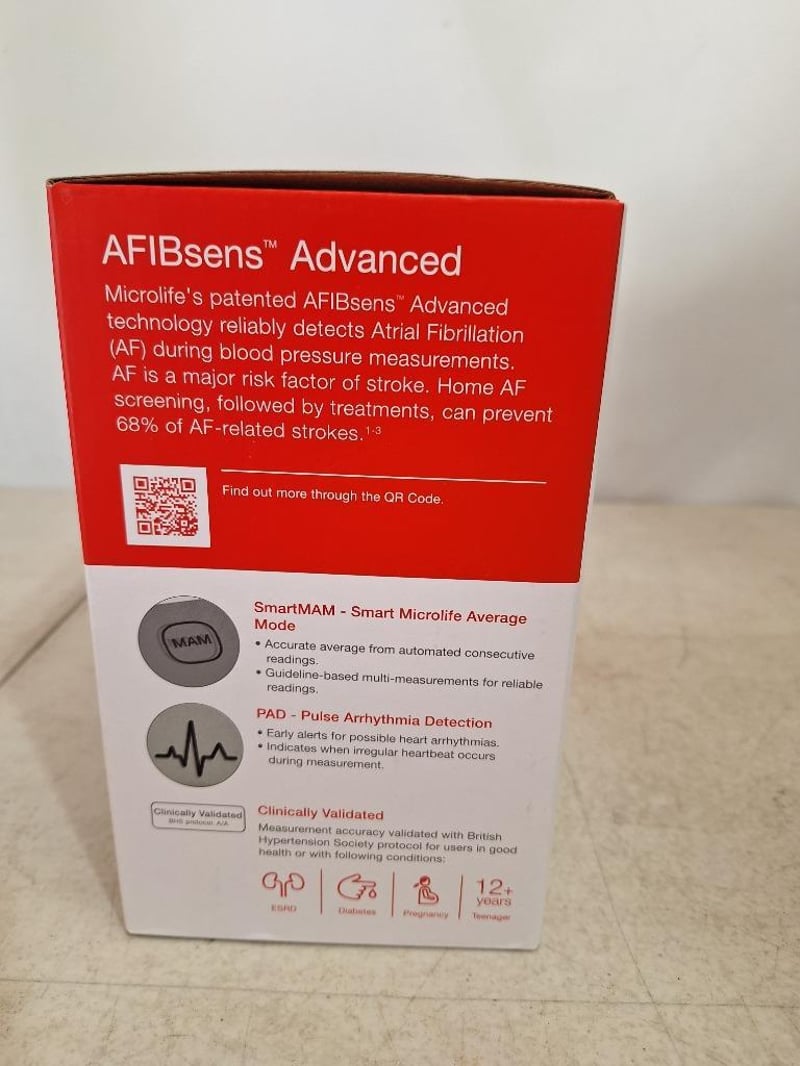 AFIBsens™ Advanced
Microlife's patented AFIBsens™ Advanced
technology reliably detects Atrial Fibrillation
(AF) during blood pressure measurements.
AF is a major risk factor of stroke. Home AF
screening, followed by treatments, can prevent
68% of AF-related strokes.¹⁻³
Find out more through the QR Code.
MAM
SmartMAM - Smart Microlife Average
Mode
• Accurate average from automated consecutive
readings.
• Guideline-based multi-measurements for reliable
readings.
PAD - Pulse Arrhythmia Detection
• Early alerts for possible heart arrhythmias.
• Indicates when irregular heartbeat occurs
during measurement.
Clinically Validated
BHS protocol: A/A
Clinically Validated
Measurement accuracy validated with British
Hypertension Society protocol for users in good
health or with following conditions:
ESRD
Diabetes
Pregnancy
12+
years
Teenager